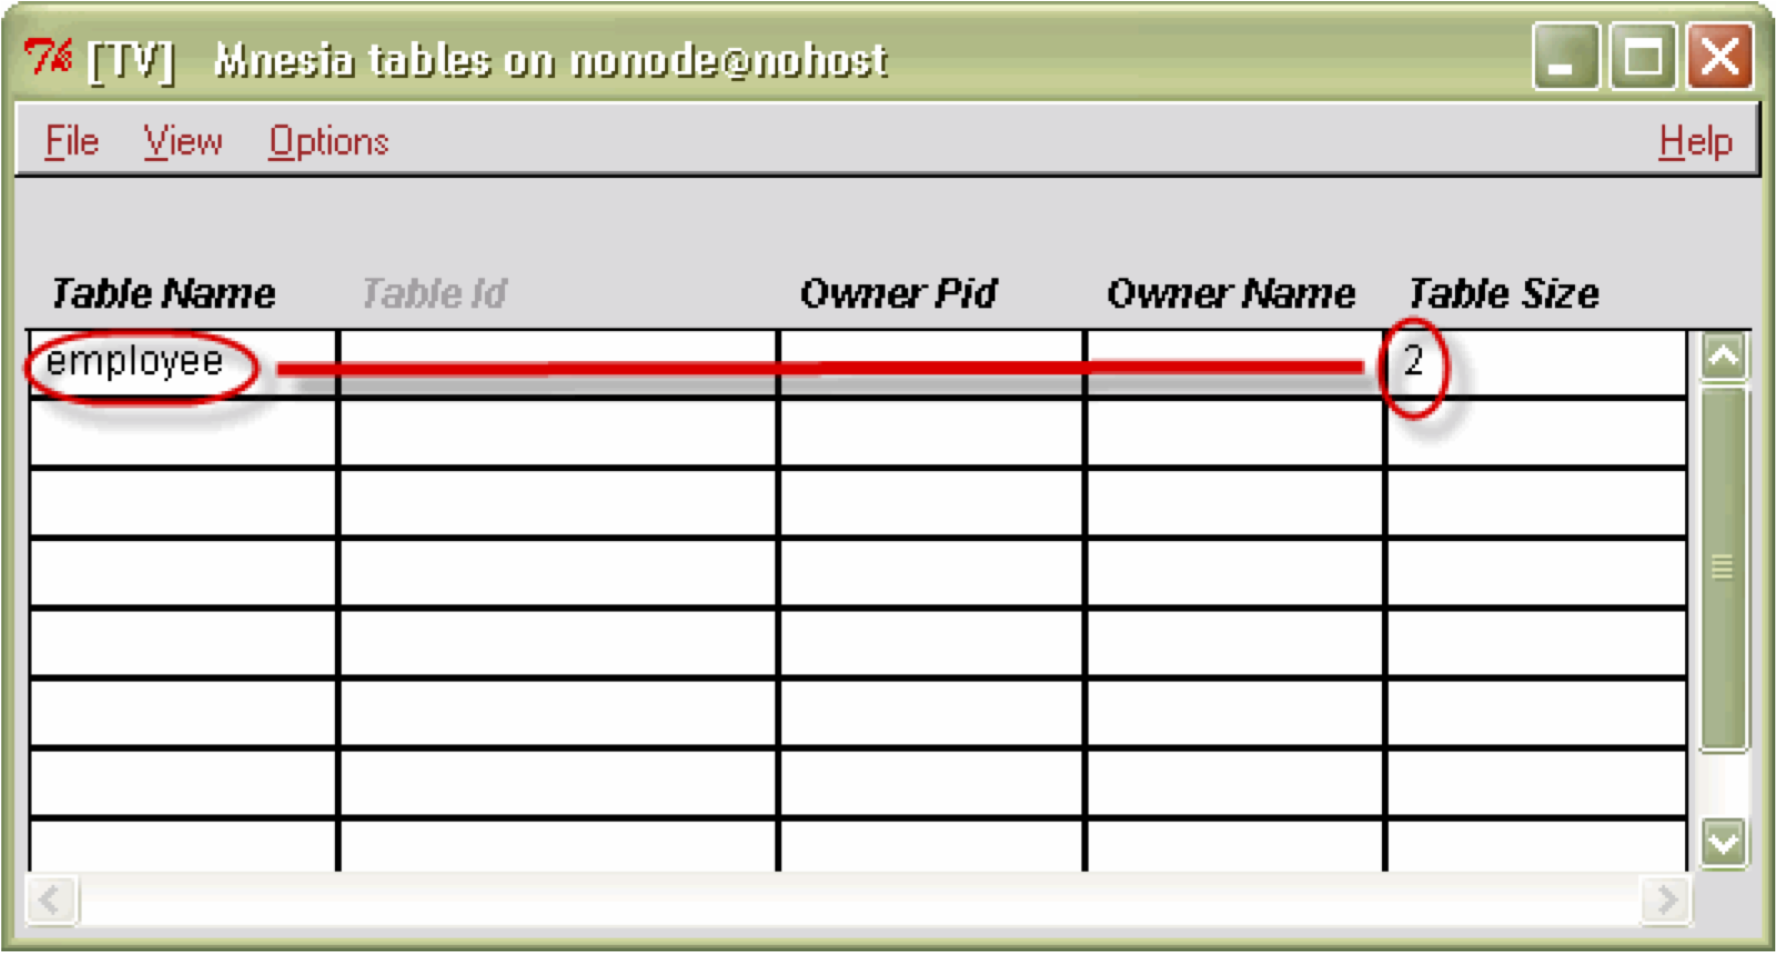 [TV] Mnesia tables on nonode@nohost
File View Options Help
Table Name Table Id Owner Pid Owner Name Table Size
employee 2